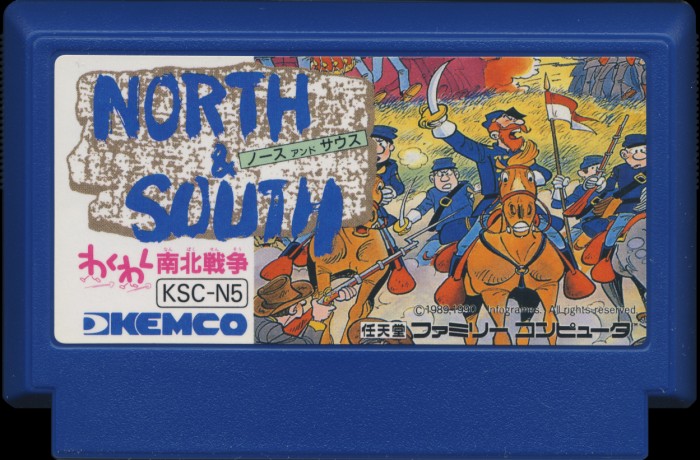 NORTH
&
SOUTH
ノース アンド サウス
わくわく南北戦争
KSC-N5
KEMCO
©1989,1990 Infogrames. All rights reserved.
任天堂 ファミリー コンピュータ